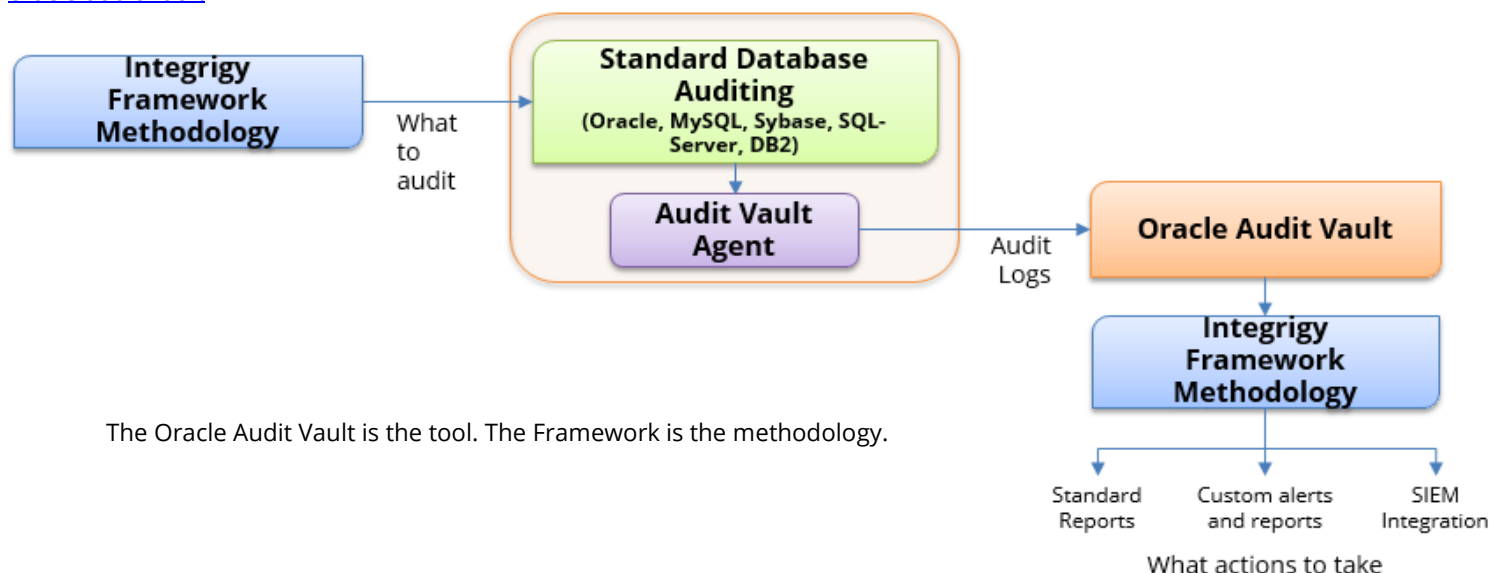 Integrigy
Framework
Methodology
What
to
audit
Standard Database
Auditing
(Oracle, MySQL, Sybase, SQL-
Server, DB2)
Audit Vault
Agent
Audit
Logs
Oracle Audit Vault
Integrigy
Framework
Methodology
The Oracle Audit Vault is the tool. The Framework is the methodology.
Standard
Reports
Custom alerts
and reports
SIEM
Integration
What actions to take